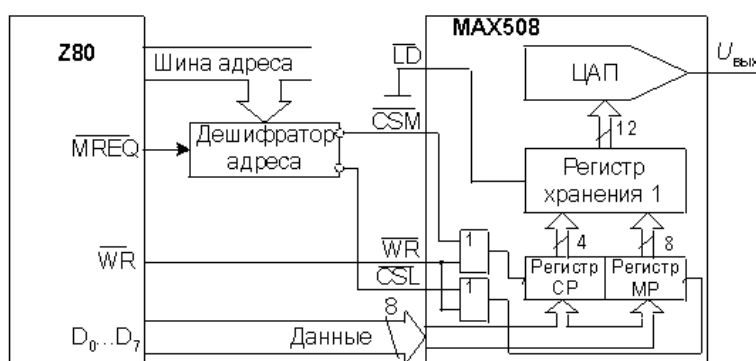 Z80
Шина адреса
MREQ
Дешифратор
адреса
WR
D0...D7
Данные
8
MAX508
LD
CSM
WR
CSL
ЦАП
Uвых
12
Регистр
хранения 1
4
8
1
1
Регистр
СР
Регистр
МР